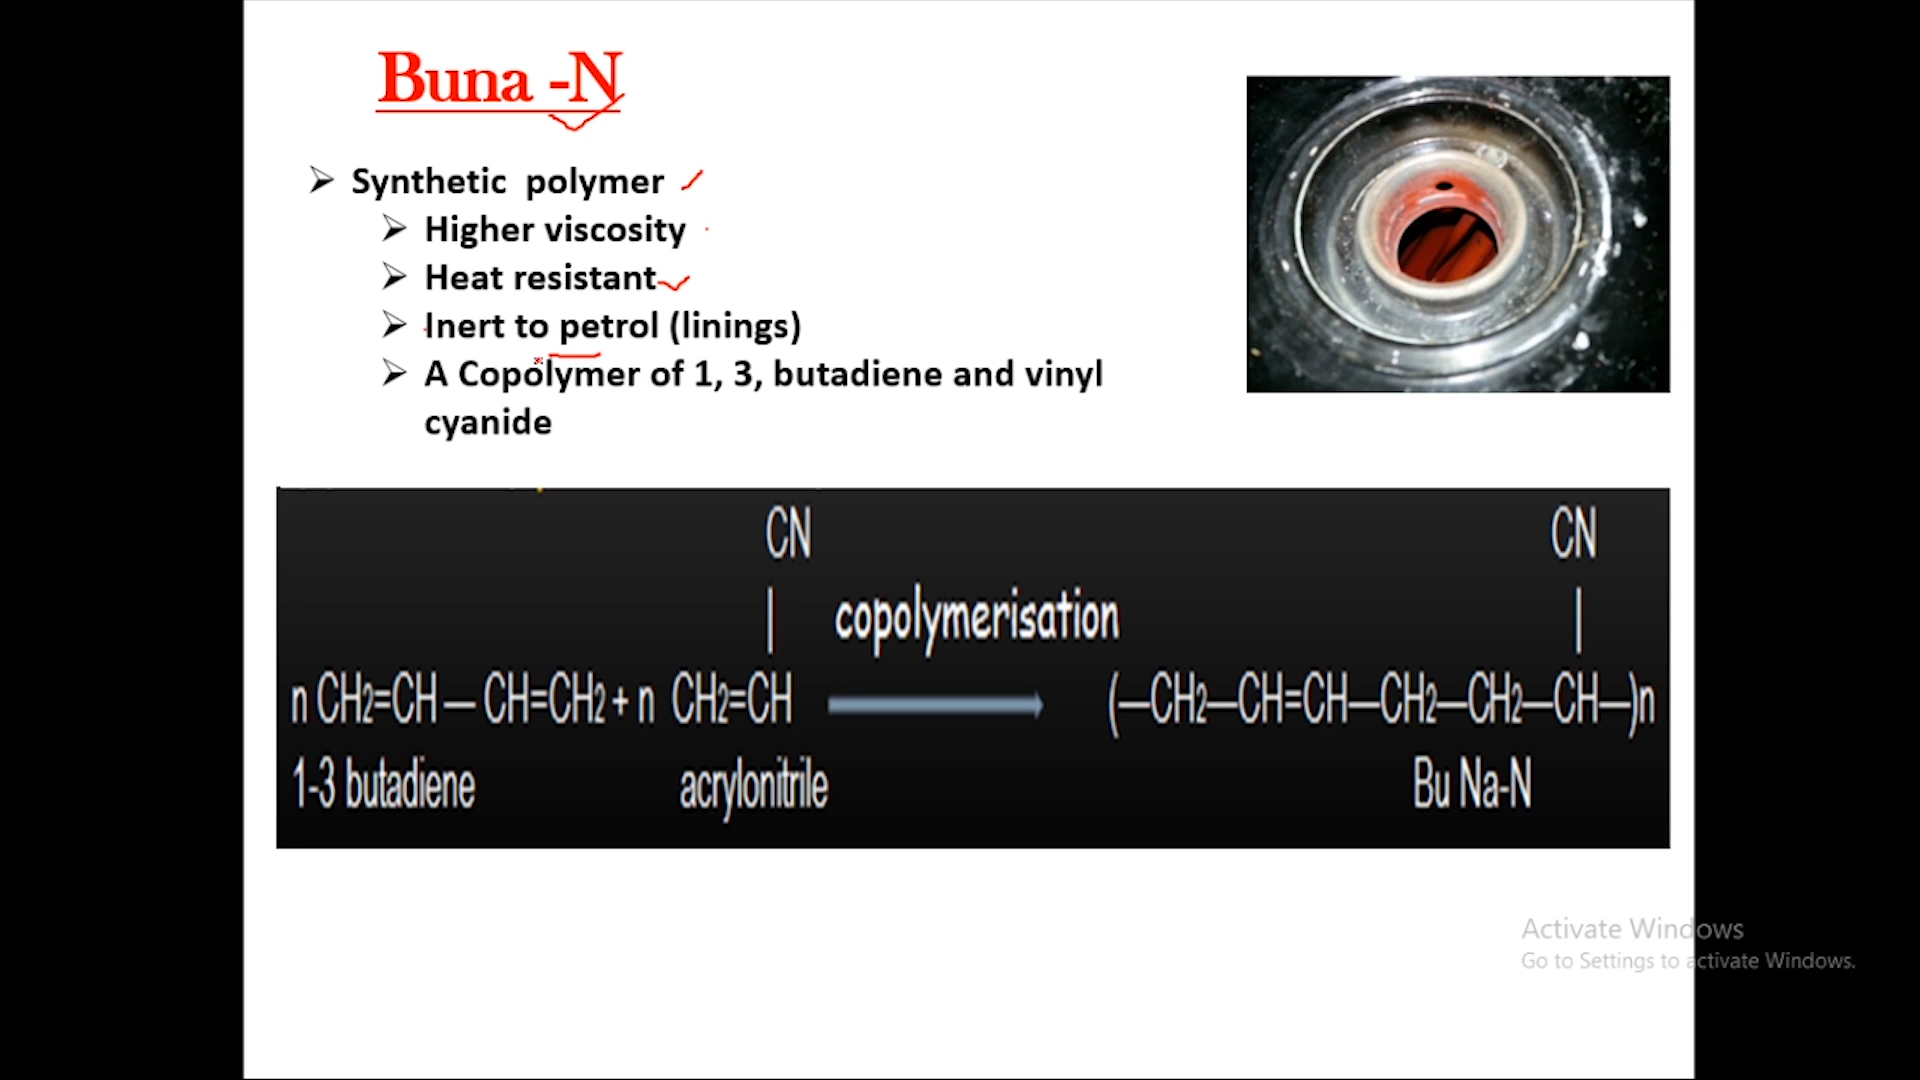 Buna -N
Synthetic polymer
Higher viscosity
Heat resistant
Inert to petrol (linings)
A Copolymer of 1, 3, butadiene and vinyl
cyanide
CN
CN
|
copolymerisation
|
n CH2=CH — CH=CH2 + n CH2=CH
(—CH2—CH=CH—CH2—CH2—CH—)n
1-3 butadiene
acrylonitrile
Bu Na-N
Activate Windows
Go to Settings to activate Windows.